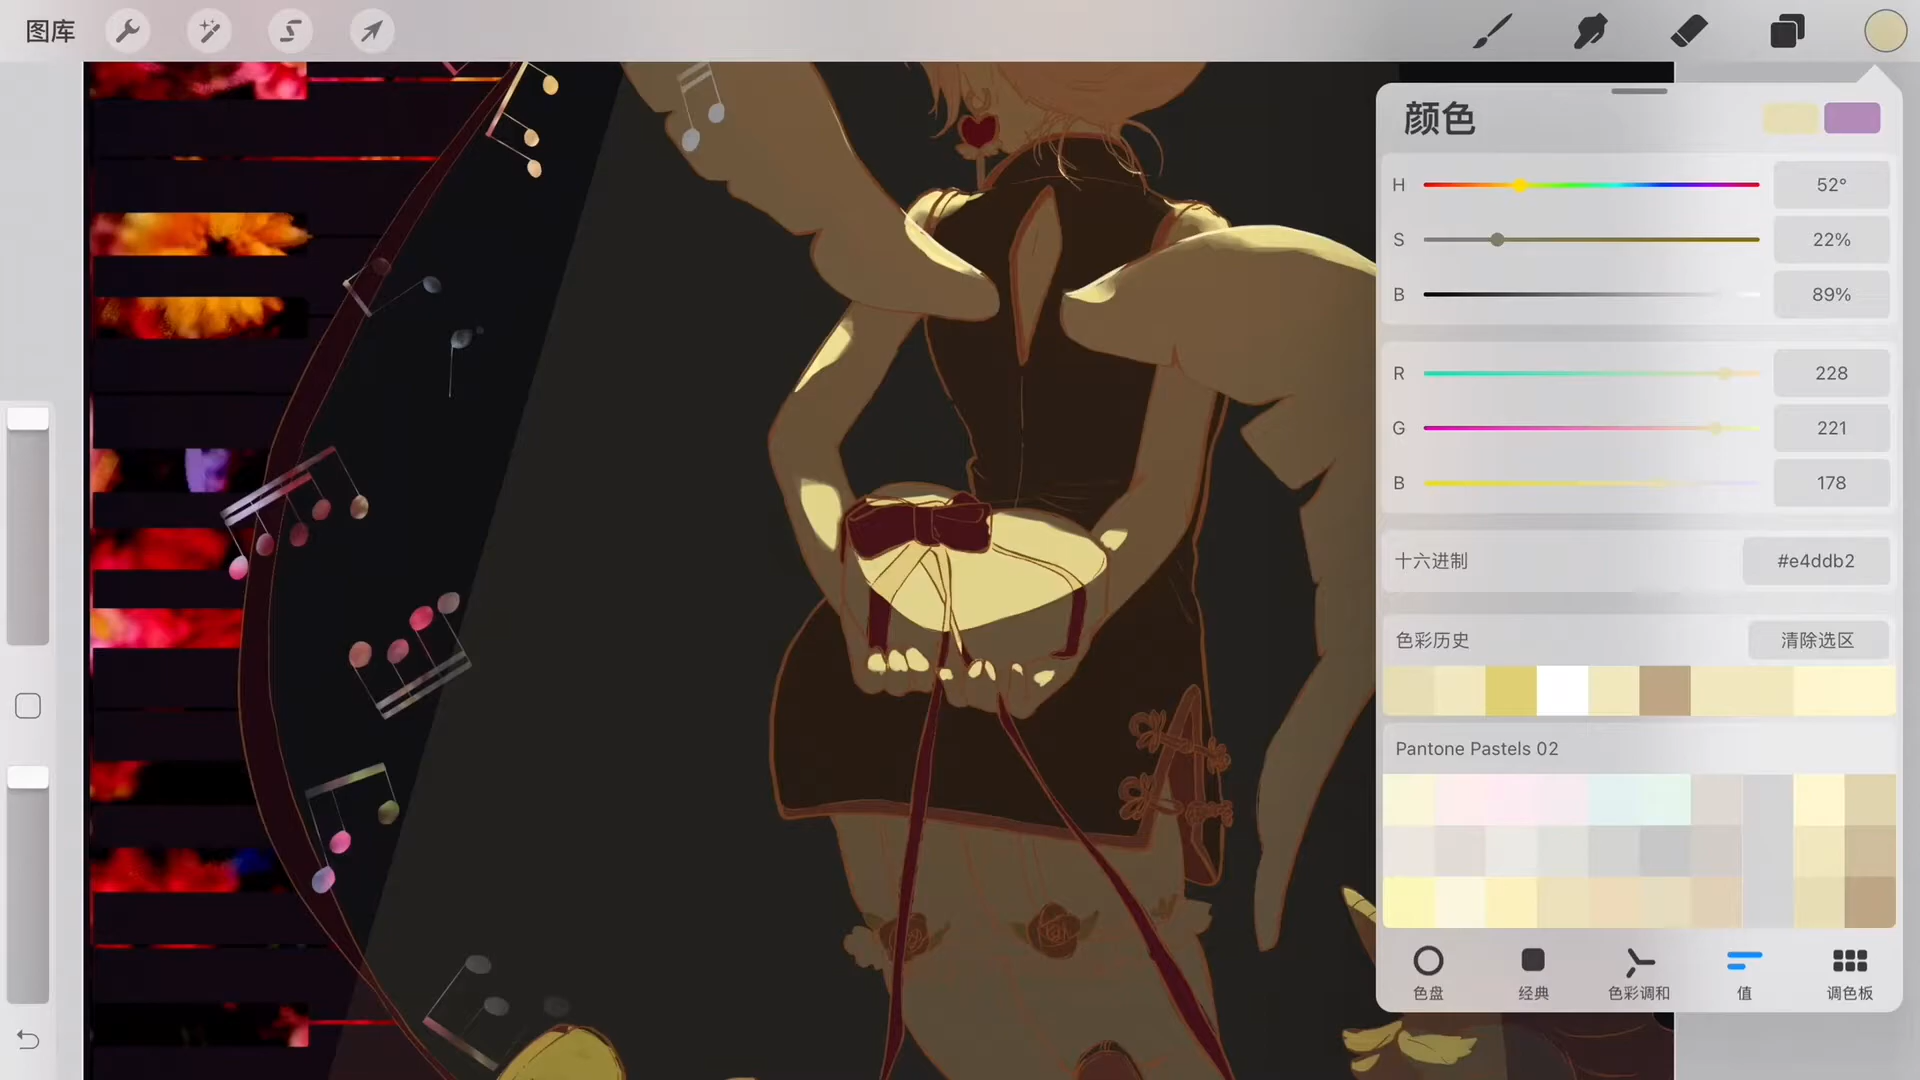 图库
颜色
H 52°
S 22%
B 89%
R 228
G 221
B 178
十六进制 #e4ddb2
色彩历史 清除选区
Pantone Pastels 02
色盘 经典 色彩调和 值 调色板